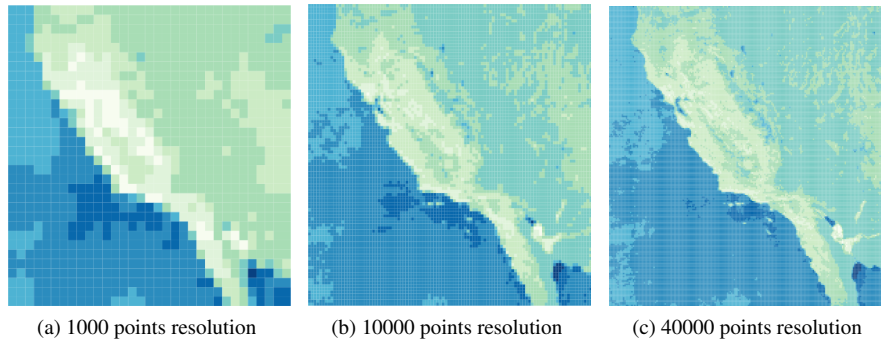 (a) 1000 points resolution
(b) 10000 points resolution
(c) 40000 points resolution